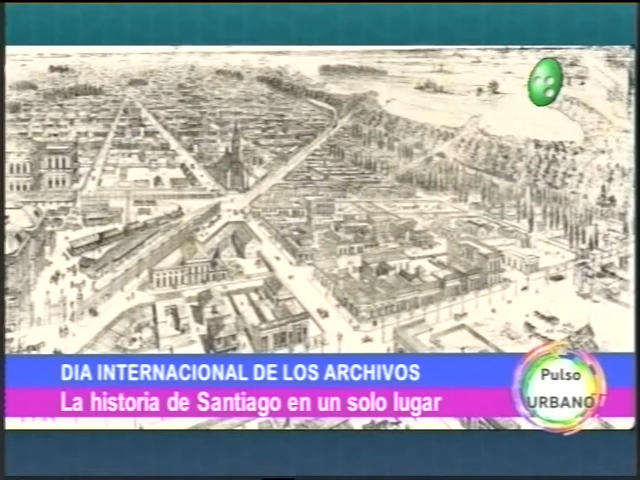 DIA INTERNACIONAL DE LOS ARCHIVOS
La historia de Santiago en un solo lugar
Pulso
URBANO